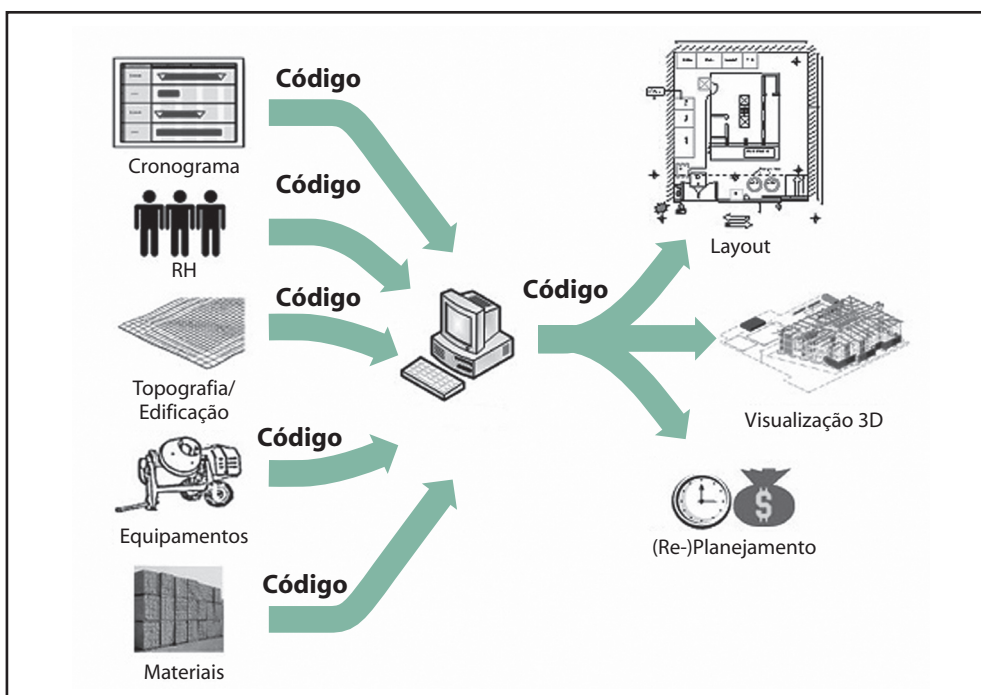 Código
Cronograma
Código
RH
Código
Topografia/
Edificação
Código
Equipamentos
Código
Materiais
Código
Layout
Visualização 3D
$
(Re-)Planejamento